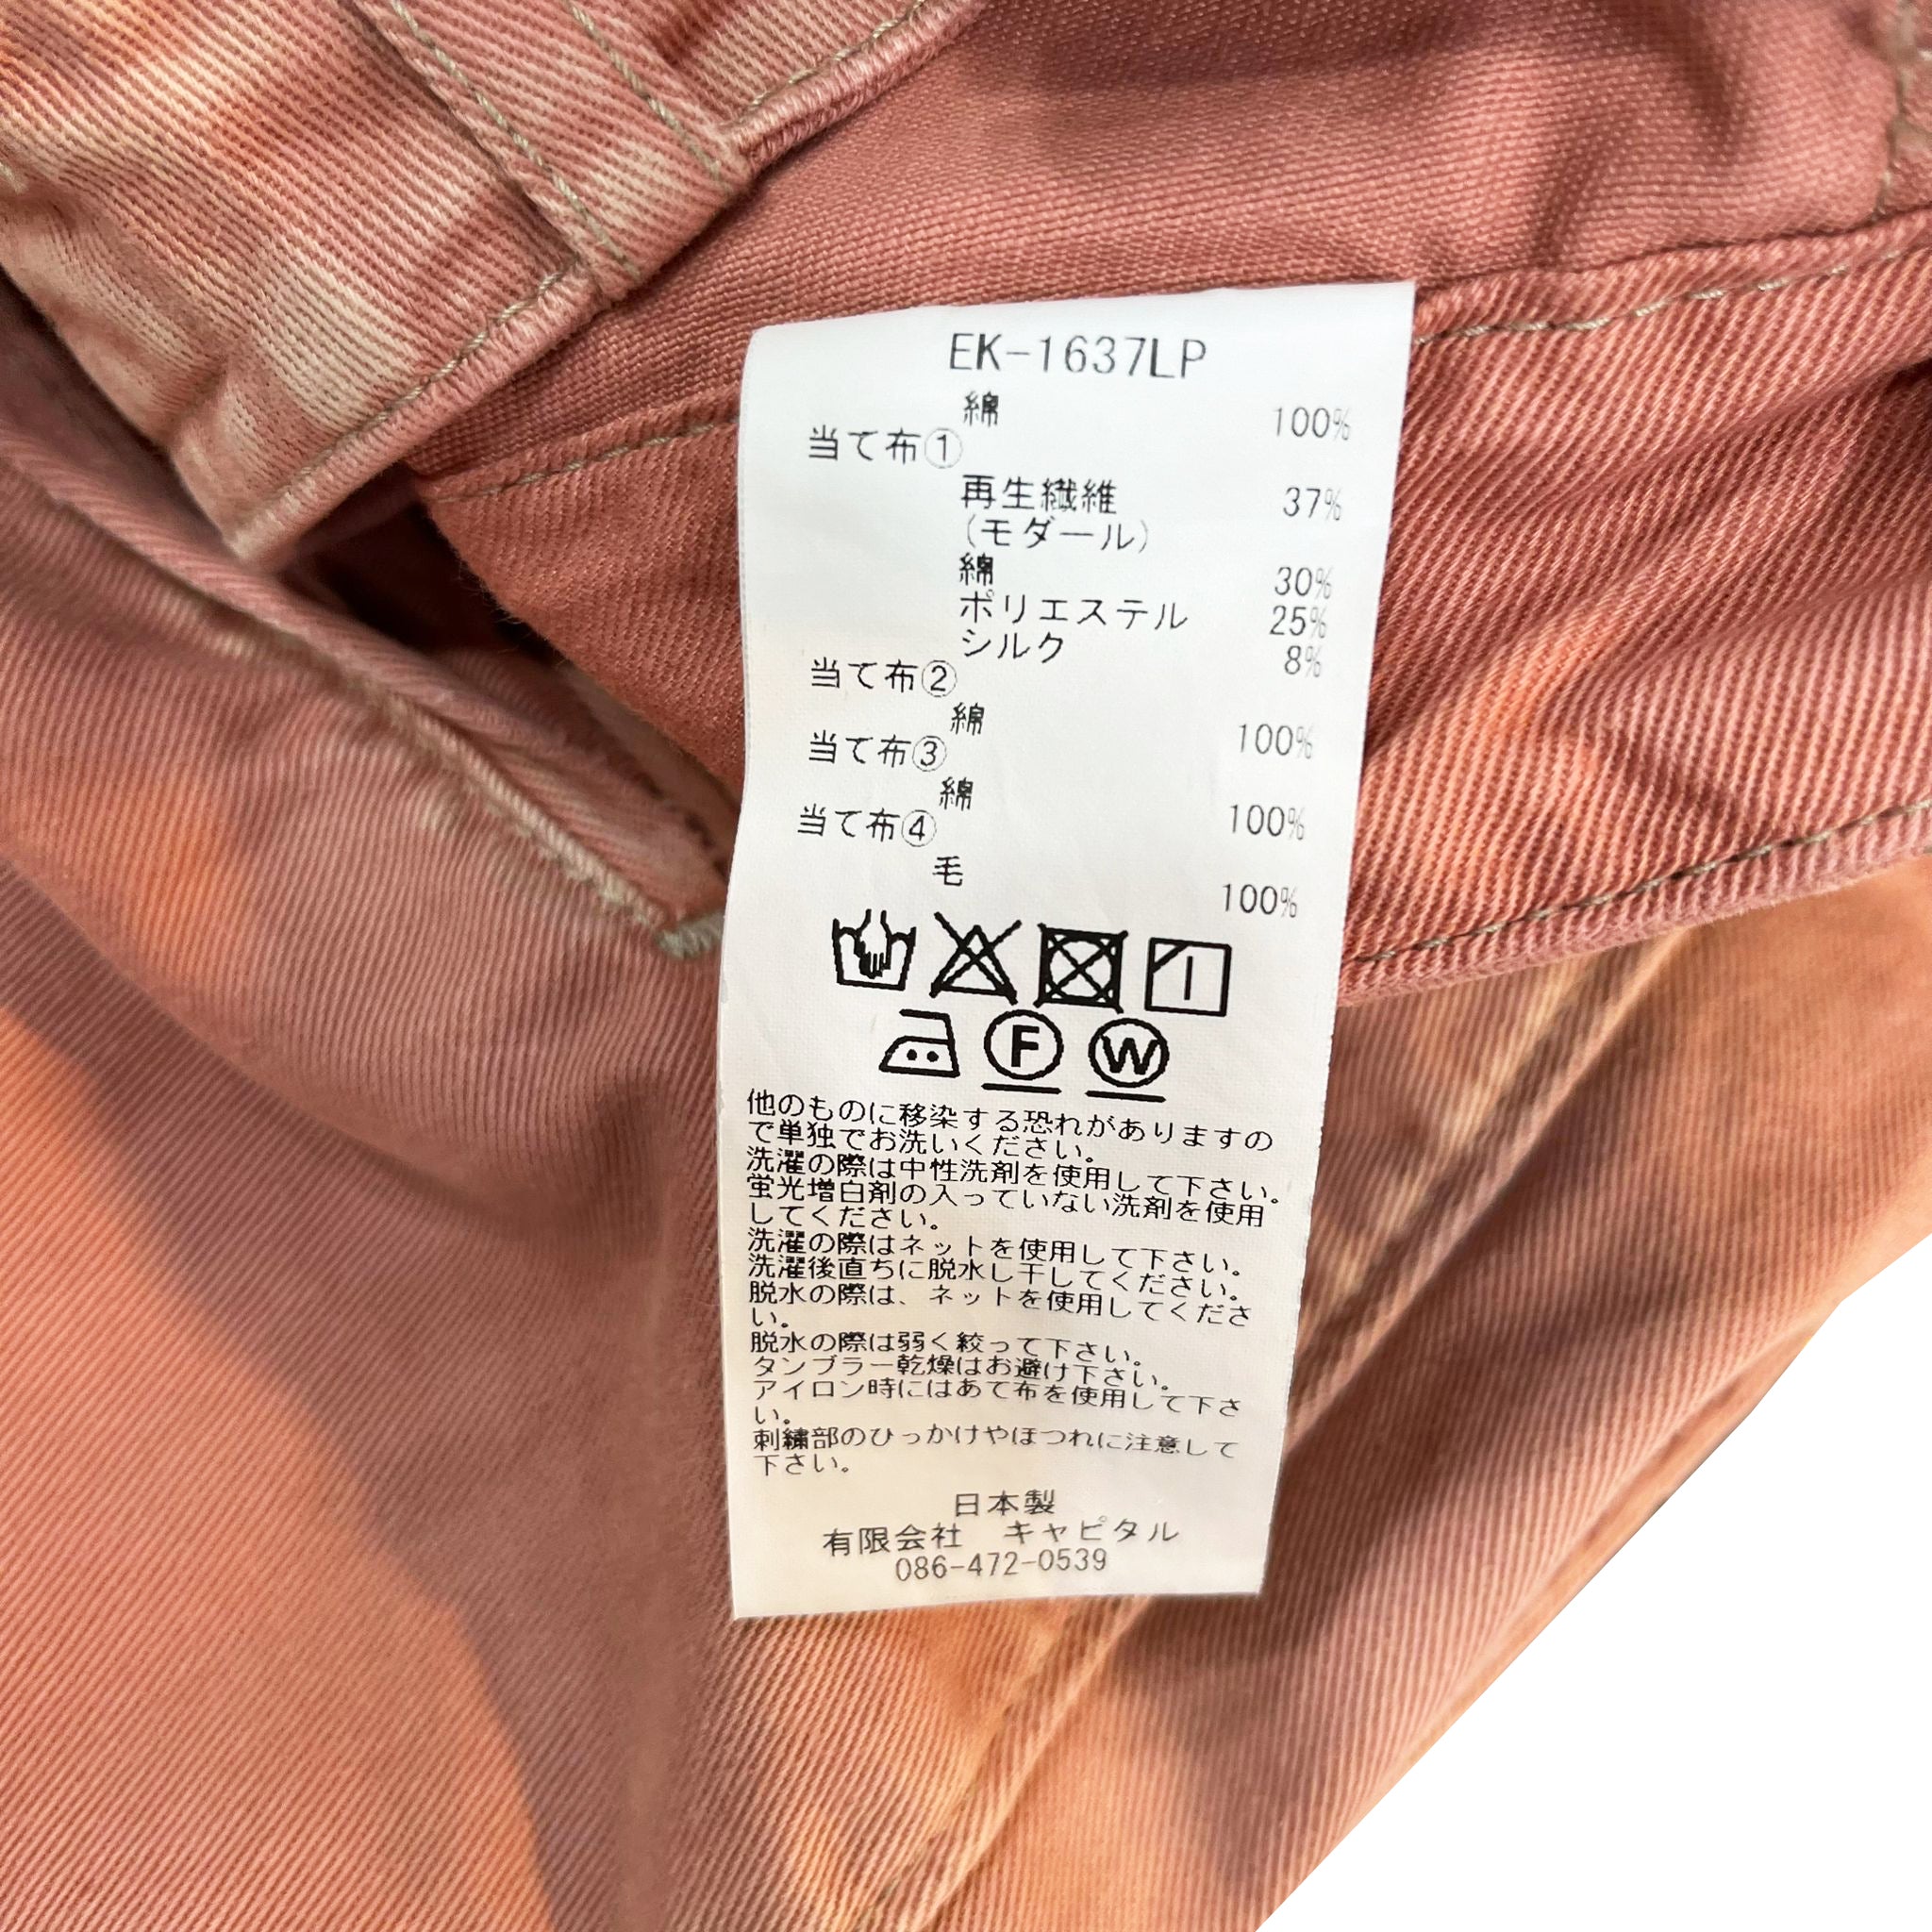 EK-1637LP
綿 100%
当て布①
再生繊維 37%
(モダール)
綿 30%
ポリエステル 25%
シルク 8%
当て布②
綿 100%
当て布③
綿 100%
当て布④
毛 100%
F W
他のものに移染する恐れがありますの
で単独でお洗いください。
洗濯の際は中性洗剤を使用して下さい。
蛍光増白剤の入っていない洗剤を使用
してください。
洗濯の際はネットを使用して下さい。
洗濯後直ちに脱水し干してください。
脱水の際は、ネットを使用してくださ
い。
脱水の際は弱く絞って下さい。
タンブラー乾燥はお避け下さい。
アイロン時にはあて布を使用して下さ
い。
刺繍部のひっかけやほつれに注意して
下さい。
日本製
有限会社 キャピタル
086-472-0539